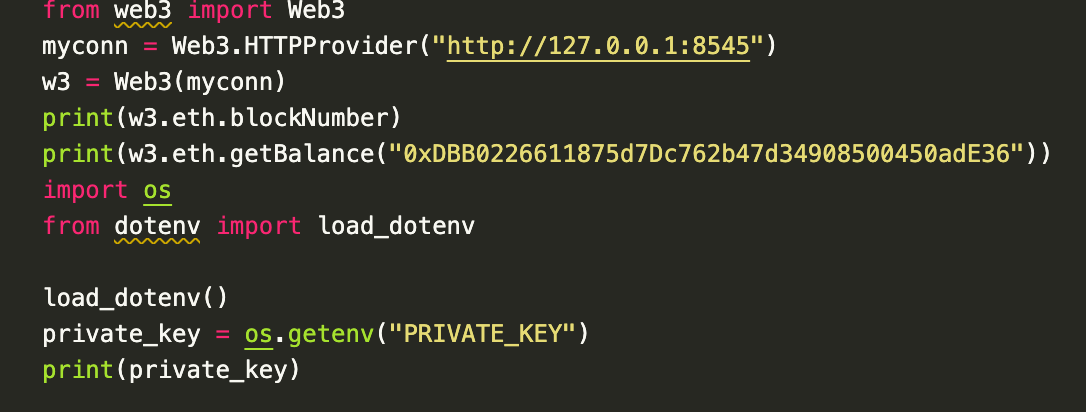 from web3 import Web3
myconn = Web3.HTTPProvider("http://127.0.0.1:8545")
w3 = Web3(myconn)
print(w3.eth.blockNumber)
print(w3.eth.getBalance("0xDBB0226611875d7Dc762b47d34908500450adE36"))
import os
from dotenv import load_dotenv
load_dotenv()
private_key = os.getenv("PRIVATE_KEY")
print(private_key)